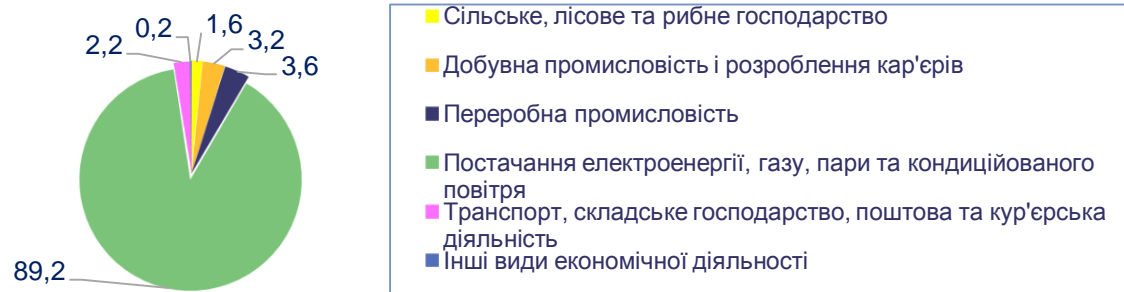 0,2
1,6
2,2
3,2
3,6
89,2
Сільське, лісове та рибне господарство
Добувна промисловість і розроблення кар'єрів
Переробна промисловість
Постачання електроенергії, газу, пари та кондиційованого
повітря
Транспорт, складське господарство, поштова та кур'єрська
діяльність
Інші види економічної діяльності